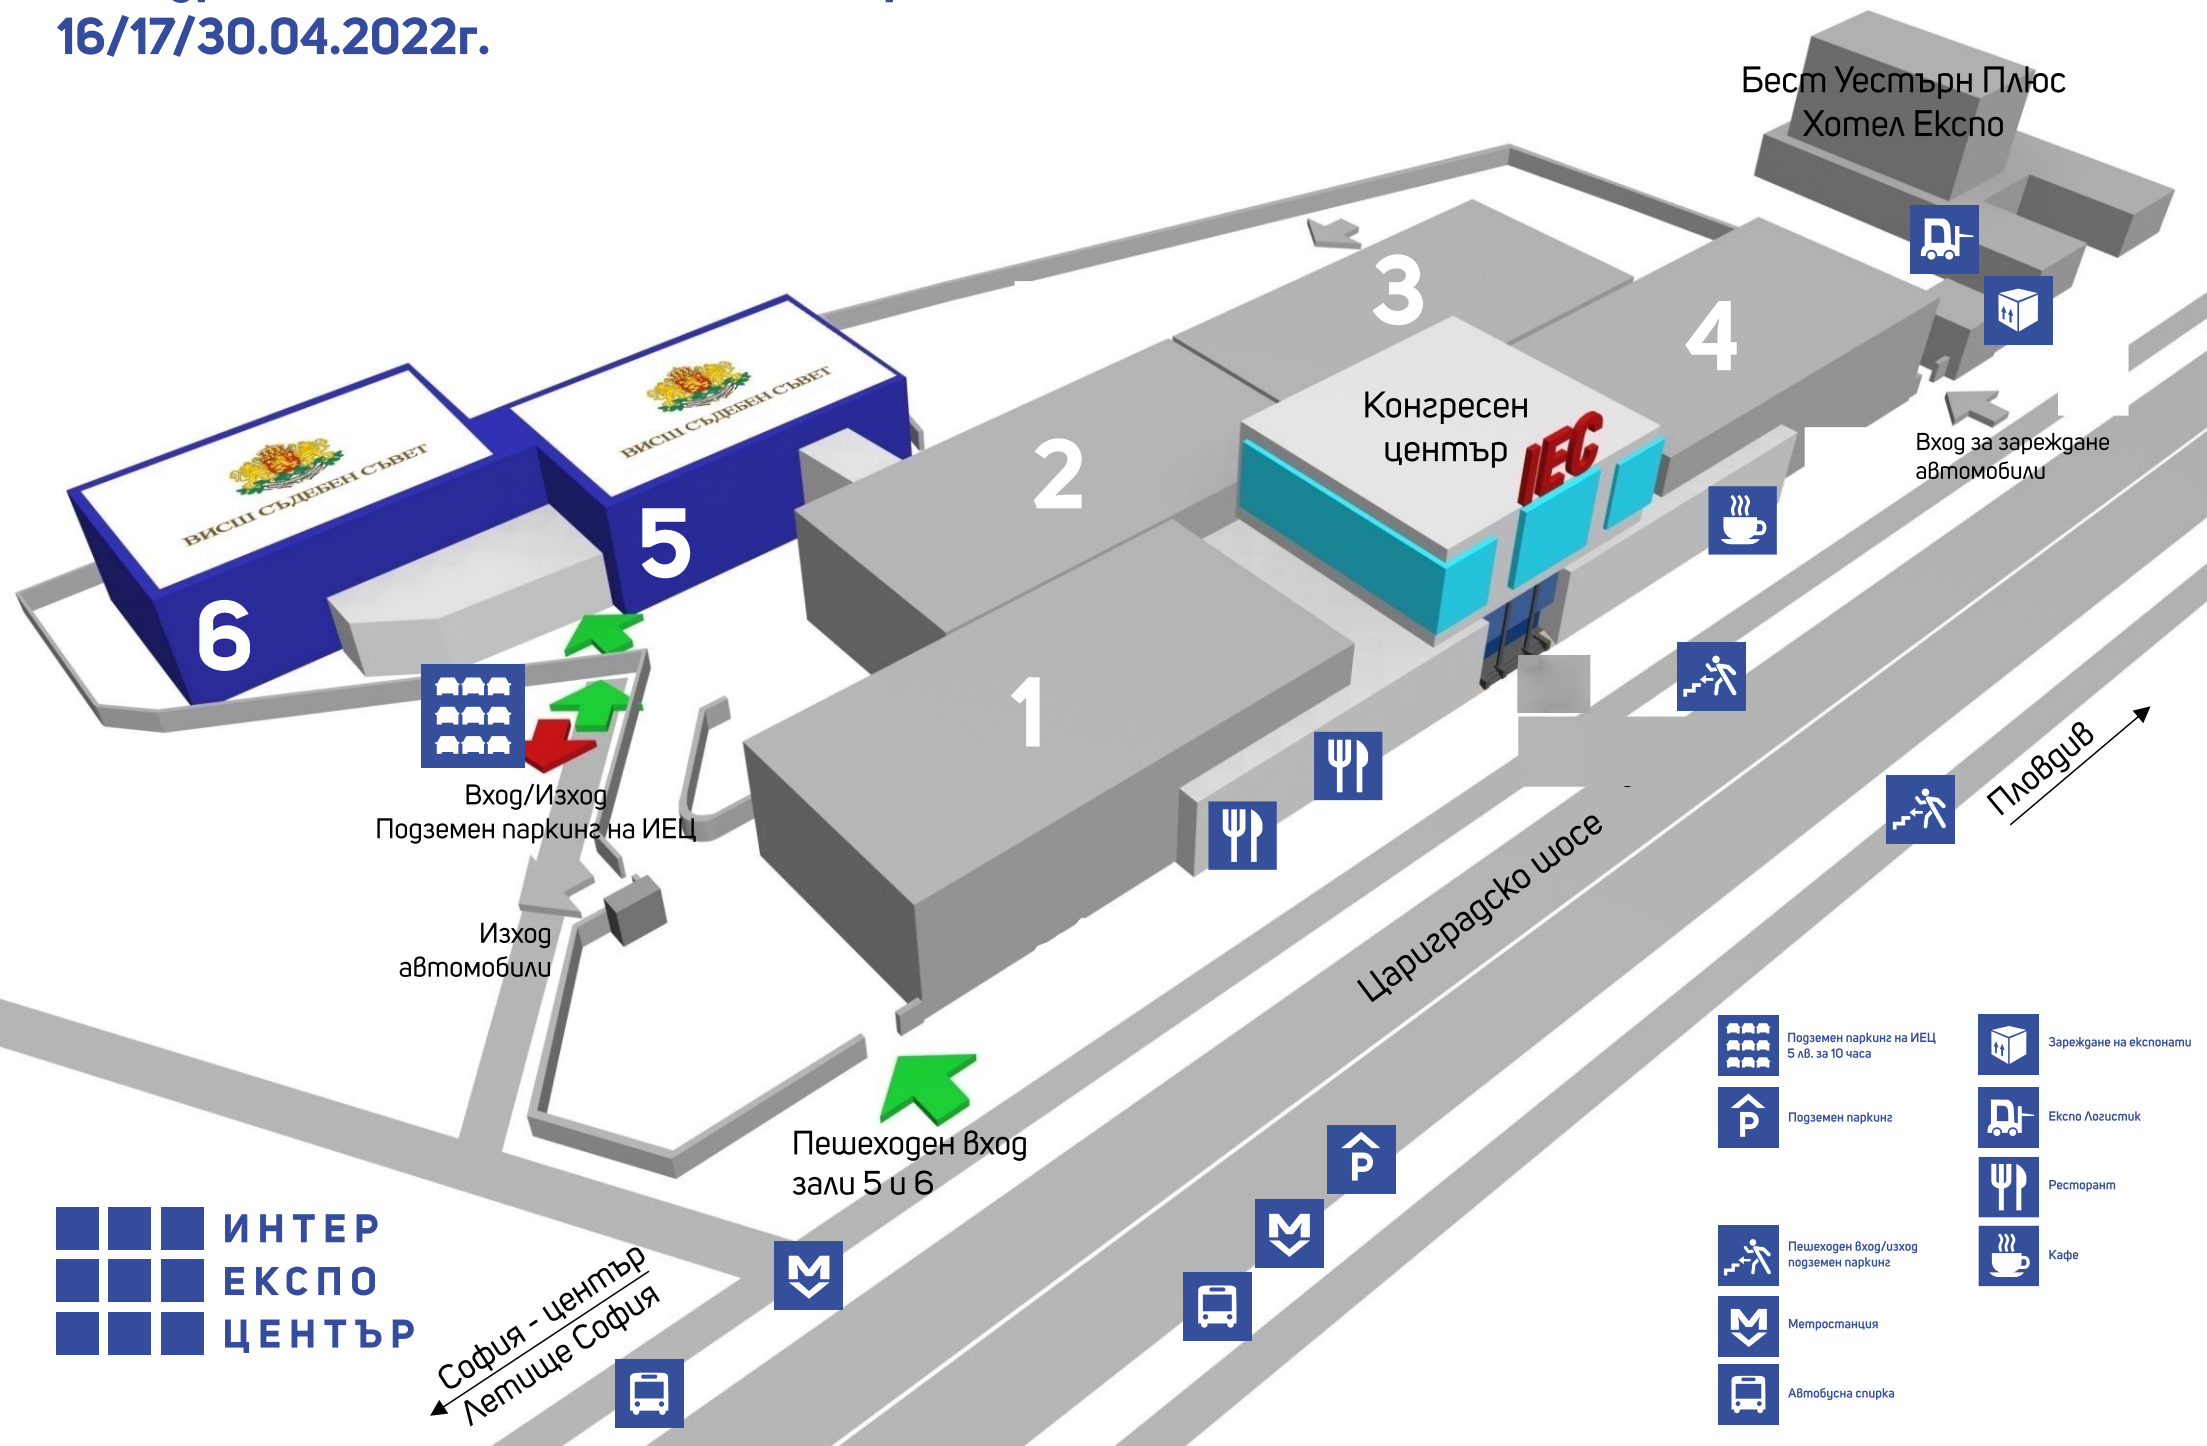 16/17/30.04.2022г.
Бест Уестърн Плюс
Хотел Експо
3
4
Конгресен
център
IEC
Вход за зареждане
автомобили
ВИСШ СЪДЕБЕН СЪВЕТ
ВИСШ СЪДЕБЕН СЪВЕТ
2
5
6
1
Вход/Изход
Подземен паркинг на ИЕЦ
Изход
автомобили
Пловдив
Цариградско шосе
Пешеходен вход
зали 5 и 6
P
M
M
София - център
Летище София
ИНТЕР
ЕКСПО
ЦЕНТЪР
Подземен паркинг на ИЕЦ
5 лв. за 10 часа
P
Подземен паркинг
Пешеходен вход/изход
подземен паркинг
M
Метростанция
Автобусна спирка
Зареждане на експонати
Експо Логистик
Ресторант
Кафе